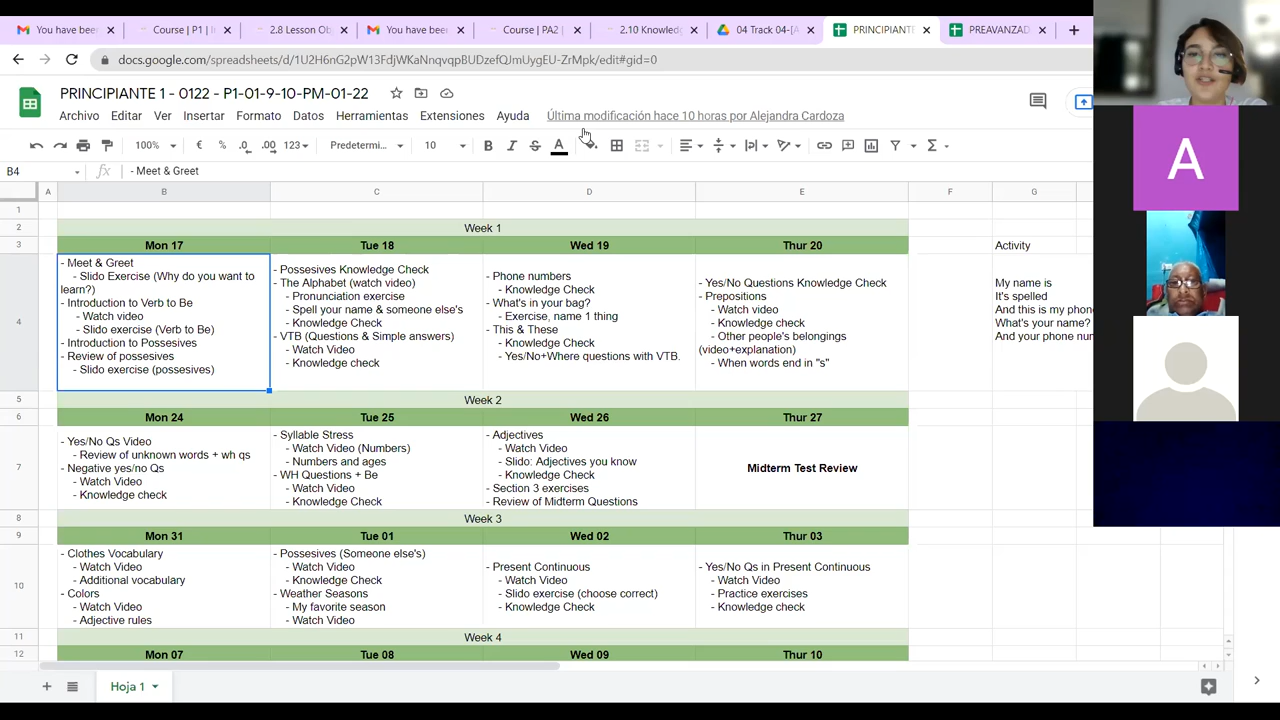 You have been
Course | P1 |
2.8 Lesson Ob
You have been
Course | PA2 |
2.10 Knowledg
04 Track 04-[A
PRINCIPIANTE
PREAVANZAD
docs.google.com/spreadsheets/d/1U2H6nG2pW13FdjWKaNnqvqpBUDzefQJmUygEU-ZrMpk/edit#gid=0
PRINCIPIANTE 1 - 0122 - P1-01-9-10-PM-01-22
Archivo Editar Ver Insertar Formato Datos Herramientas Extensiones Ayuda Última modificación hace 10 horas por Alejandra Cardoza
100% € % .0 .00 123 Predetermi... 10 B I S A
B4 fx - Meet & Greet
A B C D E F G
1
2 Week 1
3 Mon 17 Tue 18 Wed 19 Thur 20 Activity
4
- Meet & Greet
- Slido Exercise (Why do you want to
learn?)
- Introduction to Verb to Be
- Watch video
- Slido exercise (Verb to Be)
- Introduction to Possesives
- Review of possesives
- Slido exercise (possesives)
- Possesives Knowledge Check
- The Alphabet (watch video)
- Pronunciation exercise
- Spell your name & someone else's
- Knowledge Check
- VTB (Questions & Simple answers)
- Watch Video
- Knowledge check
- Phone numbers
- Knowledge Check
- What's in your bag?
- Exercise, name 1 thing
- This & These
- Knowledge Check
- Yes/No+Where questions with VTB.
- Yes/No Questions Knowledge Check
- Prepositions
- Watch video
- Knowledge check
- Other people's belongings
(video+explanation)
- When words end in "s"
My name is
It's spelled
And this is my phon
What's your name?
And your phone num
5 Week 2
6 Mon 24 Tue 25 Wed 26 Thur 27
7
- Yes/No Qs Video
- Review of unknown words + wh qs
- Negative yes/no Qs
- Watch Video
- Knowledge check
- Syllable Stress
- Watch Video (Numbers)
- Numbers and ages
- WH Questions + Be
- Watch Video
- Knowledge Check
- Adjectives
- Watch Video
- Slido: Adjectives you know
- Knowledge Check
- Section 3 exercises
- Review of Midterm Questions
Midterm Test Review
8 Week 3
9 Mon 31 Tue 01 Wed 02 Thur 03
10
- Clothes Vocabulary
- Watch Video
- Additional vocabulary
- Colors
- Watch Video
- Adjective rules
- Possesives (Someone else's)
- Watch Video
- Knowledge Check
- Weather Seasons
- My favorite season
- Watch Video
- Present Continuous
- Watch Video
- Slido exercise (choose correct)
- Knowledge Check
- Yes/No Qs in Present Continuous
- Watch Video
- Practice exercises
- Knowledge check
11 Week 4
12 Mon 07 Tue 08 Wed 09 Thur 10
Hoja 1
A